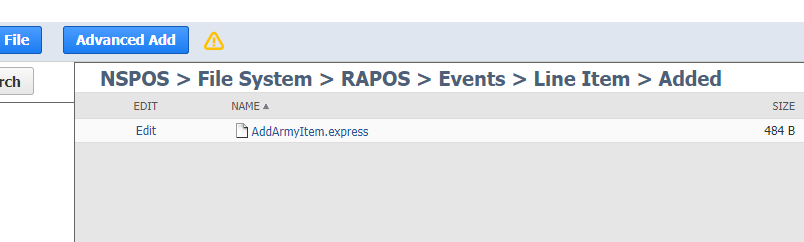 File Advanced Add
rch NSPOS > File System > RAPOS > Events > Line Item > Added
EDIT NAME SIZE
Edit AddArmyItem.express 484 B